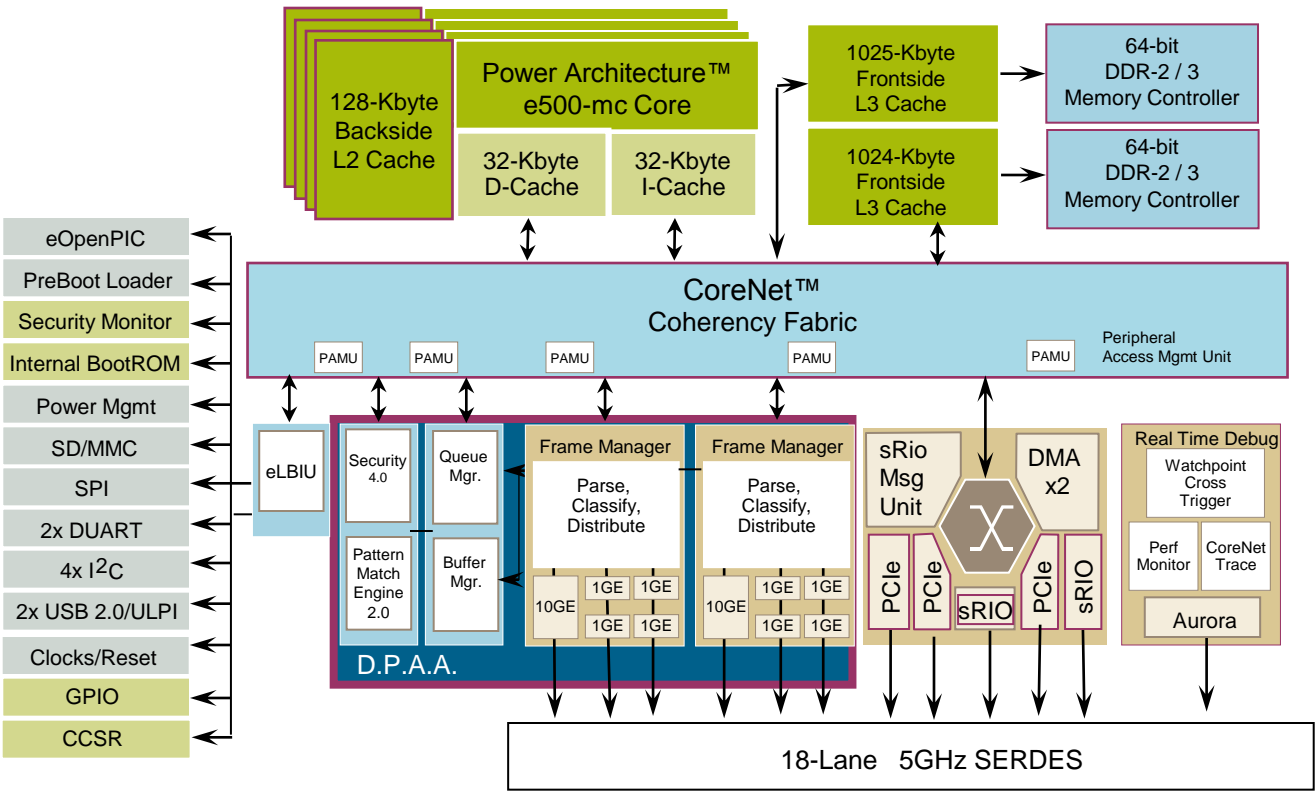 128-Kbyte
Backside
L2 Cache
Power Architecture™
e500-mc Core
32-Kbyte
D-Cache
32-Kbyte
I-Cache
1025-Kbyte
Frontside
L3 Cache
64-bit
DDR-2 / 3
Memory Controller
1024-Kbyte
Frontside
L3 Cache
64-bit
DDR-2 / 3
Memory Controller
eOpenPIC
PreBoot Loader
Security Monitor
Internal BootROM
Power Mgmt
SD/MMC
SPI
2x DUART
4x I²C
2x USB 2.0/ULPI
Clocks/Reset
GPIO
CCSR
CoreNet™
Coherency Fabric
PAMU
PAMU
PAMU
PAMU
PAMU
Peripheral
Access Mgmt Unit
eLBIU
Security
4.0
Pattern
Match
Engine
2.0
Queue
Mgr.
Buffer
Mgr.
D.P.A.A.
Frame Manager
Parse,
Classify,
Distribute
10GE
1GE
1GE
1GE
1GE
Frame Manager
Parse,
Classify,
Distribute
10GE
1GE
1GE
1GE
1GE
sRio
Msg
Unit
DMA
x2
PCIe
PCIe
sRIO
PCIe
sRIO
Real Time Debug
Watchpoint
Cross
Trigger
Perf
Monitor
CoreNet
Trace
Aurora
18-Lane 5GHz SERDES